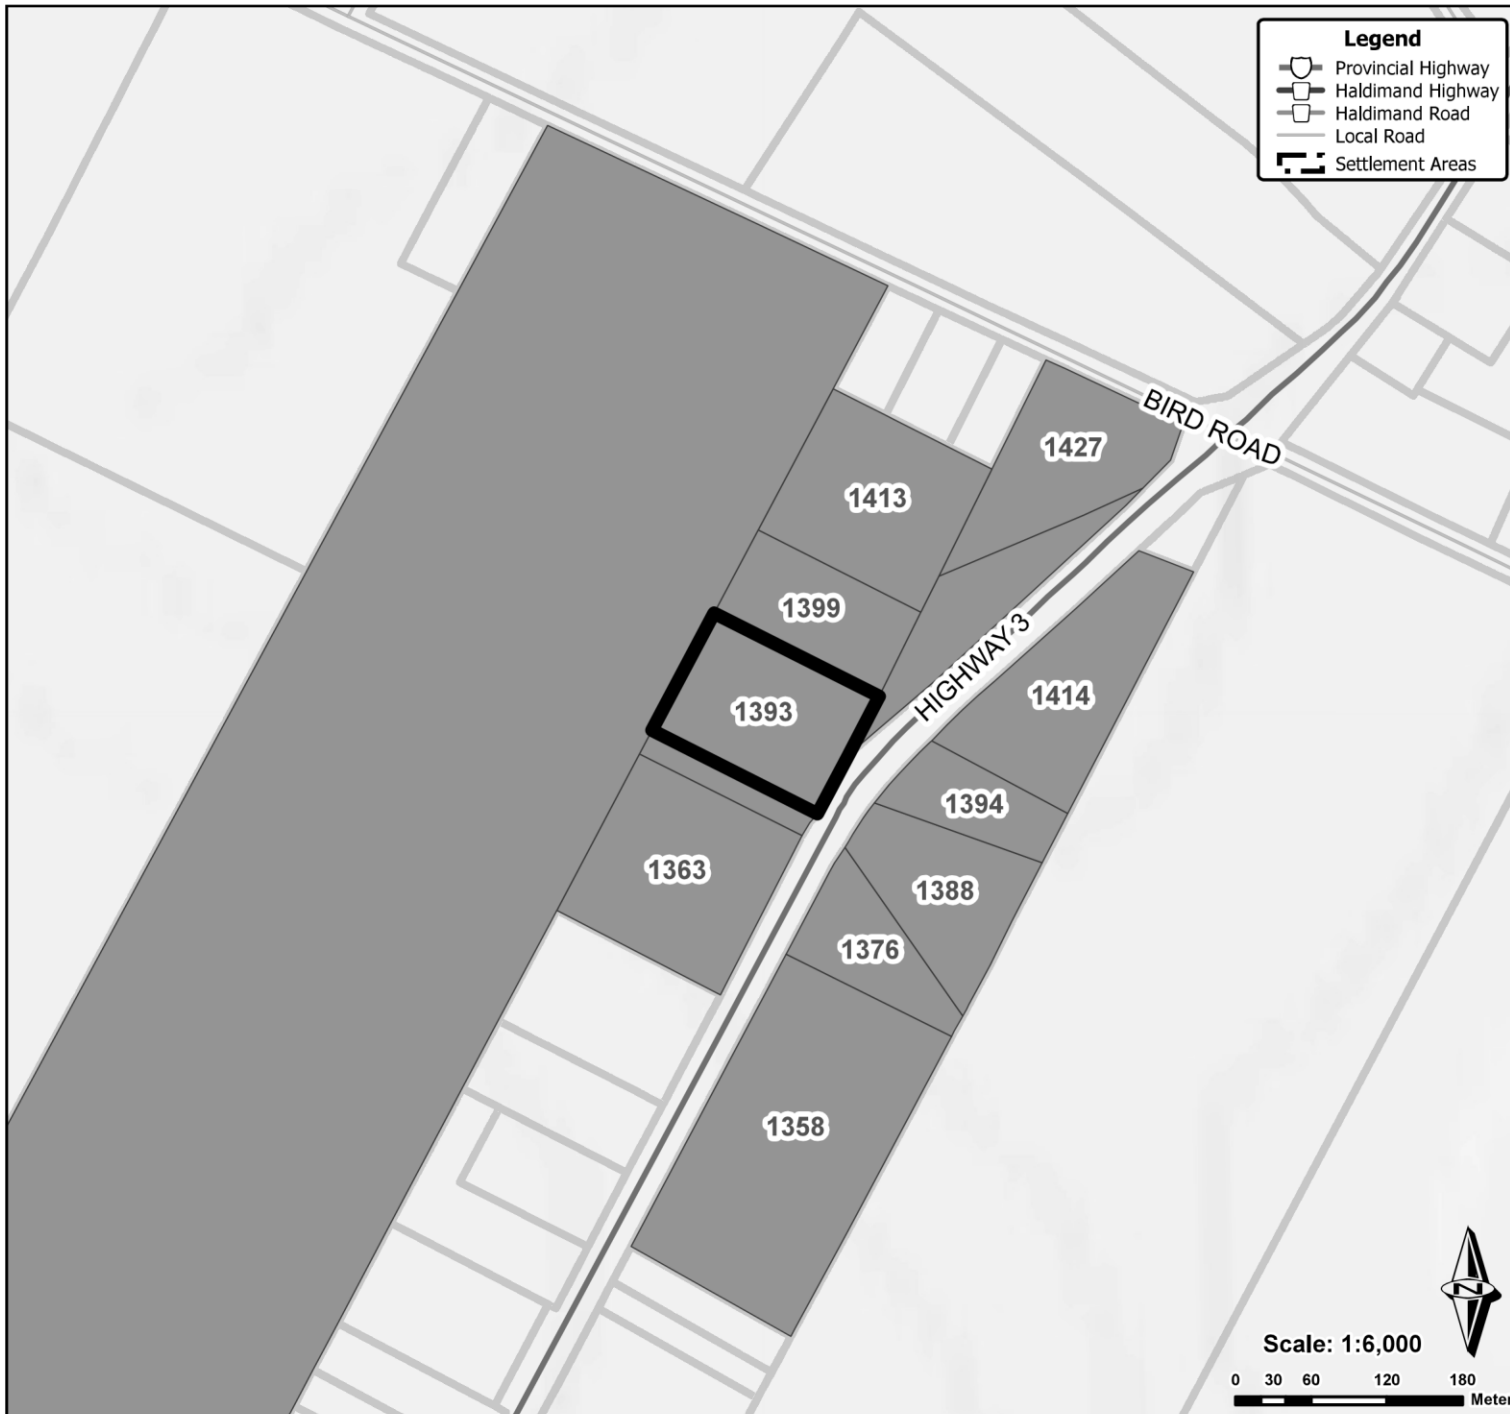 Legend
Provincial Highway
Haldimand Highway
Haldimand Road
Local Road
Settlement Areas
BIRD ROAD
1427
1413
1399
HIGHWAY 3
1414
1393
1394
1363
1388
1376
1358
N
Scale: 1:6,000
0 30 60 120 180
Meter